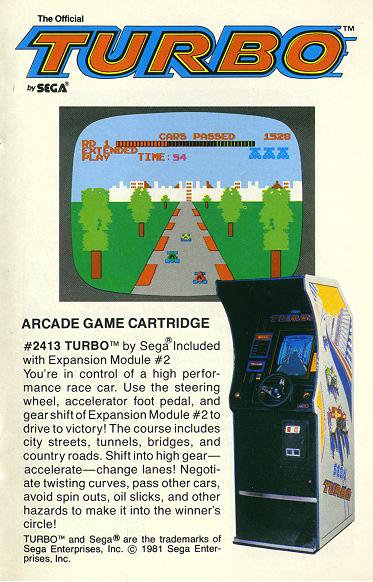 The Official
TURBO™
by SEGA®
CARS PASSED 1528
RD 1
EXTENDED
PLAY TIME: 54
ARCADE GAME CARTRIDGE
#2413 TURBO™ by Sega® Included
with Expansion Module #2
You're in control of a high perfor-
mance race car. Use the steering
wheel, accelerator foot pedal, and
gear shift of Expansion Module #2 to
drive to victory! The course includes
city streets, tunnels, bridges, and
country roads. Shift into high gear—
accelerate—change lanes! Negoti-
ate twisting curves, pass other cars,
avoid spin outs, oil slicks, and other
hazards to make it into the winner's
circle!
TURBO™ and Sega® are the trademarks of
Sega Enterprises, Inc. © 1981 Sega Enter-
prises, Inc.
TURBO
SEGA
TURBO